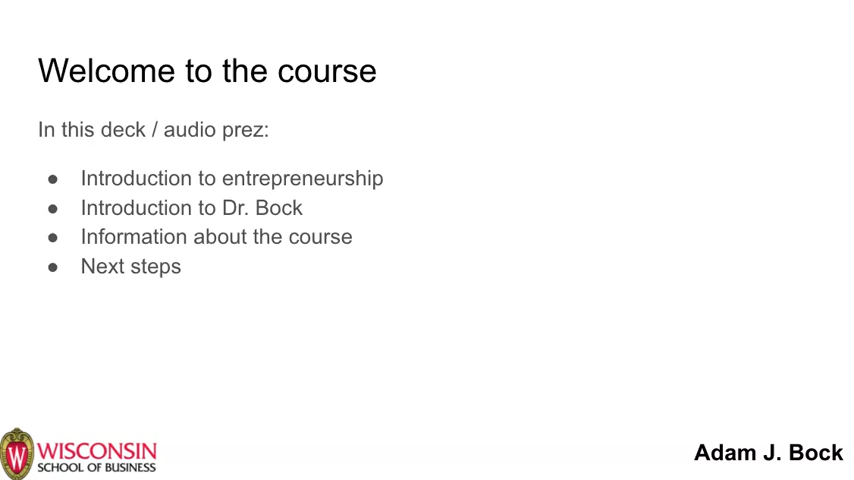 Welcome to the course
In this deck / audio prez:
● Introduction to entrepreneurship
● Introduction to Dr. Bock
● Information about the course
● Next steps
W
WISCONSIN
SCHOOL OF BUSINESS
Adam J. Bock